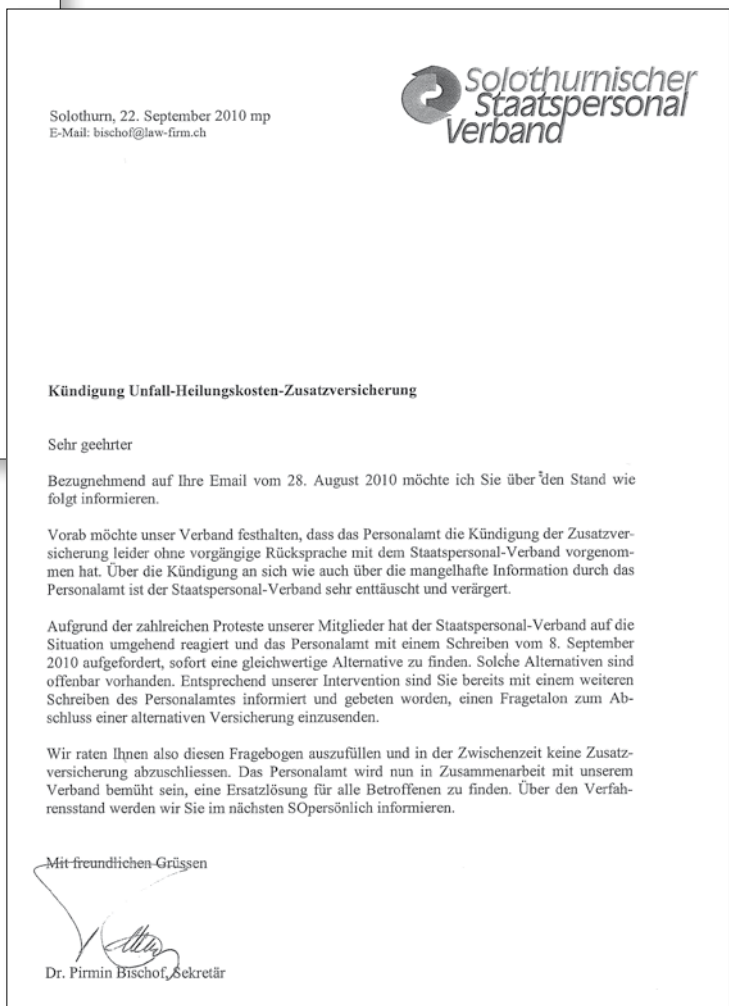 Solothurnischer
Staatspersonal
Verband
Solothurn, 22. September 2010 mp
E-Mail: bischof@law-firm.ch
Kündigung Unfall-Heilungskosten-Zusatzversicherung
Sehr geehrter
Bezugnehmend auf Ihre Email vom 28. August 2010 möchte ich Sie über den Stand wie
folgt informieren.
Vorab möchte unser Verband festhalten, dass das Personalamt die Kündigung der Zusatzver-
sicherung leider ohne vorgängige Rücksprache mit dem Staatspersonal-Verband vorgenom-
men hat. Über die Kündigung an sich wie auch über die mangelhafte Information durch das
Personalamt ist der Staatspersonal-Verband sehr enttäuscht und verärgert.
Aufgrund der zahlreichen Proteste unserer Mitglieder hat der Staatspersonal-Verband auf die
Situation umgehend reagiert und das Personalamt mit einem Schreiben vom 8. September
2010 aufgefordert, sofort eine gleichwertige Alternative zu finden. Solche Alternativen sind
offenbar vorhanden. Entsprechend unserer Intervention sind Sie bereits mit einem weiteren
Schreiben des Personalamtes informiert und gebeten worden, einen Fragetalon zum Ab-
schluss einer alternativen Versicherung einzusenden.
Wir raten Ihnen also diesen Fragebogen auszufüllen und in der Zwischenzeit keine Zusatz-
versicherung abzuschliessen. Das Personalamt wird nun in Zusammenarbeit mit unserem
Verband bemüht sein, eine Ersatzlösung für alle Betroffenen zu finden. Über den Verfah-
rensstand werden wir Sie im nächsten SOpersönlich informieren.
Mit freundlichen Grüssen
Dr. Pirmin Bischof, Sekretär